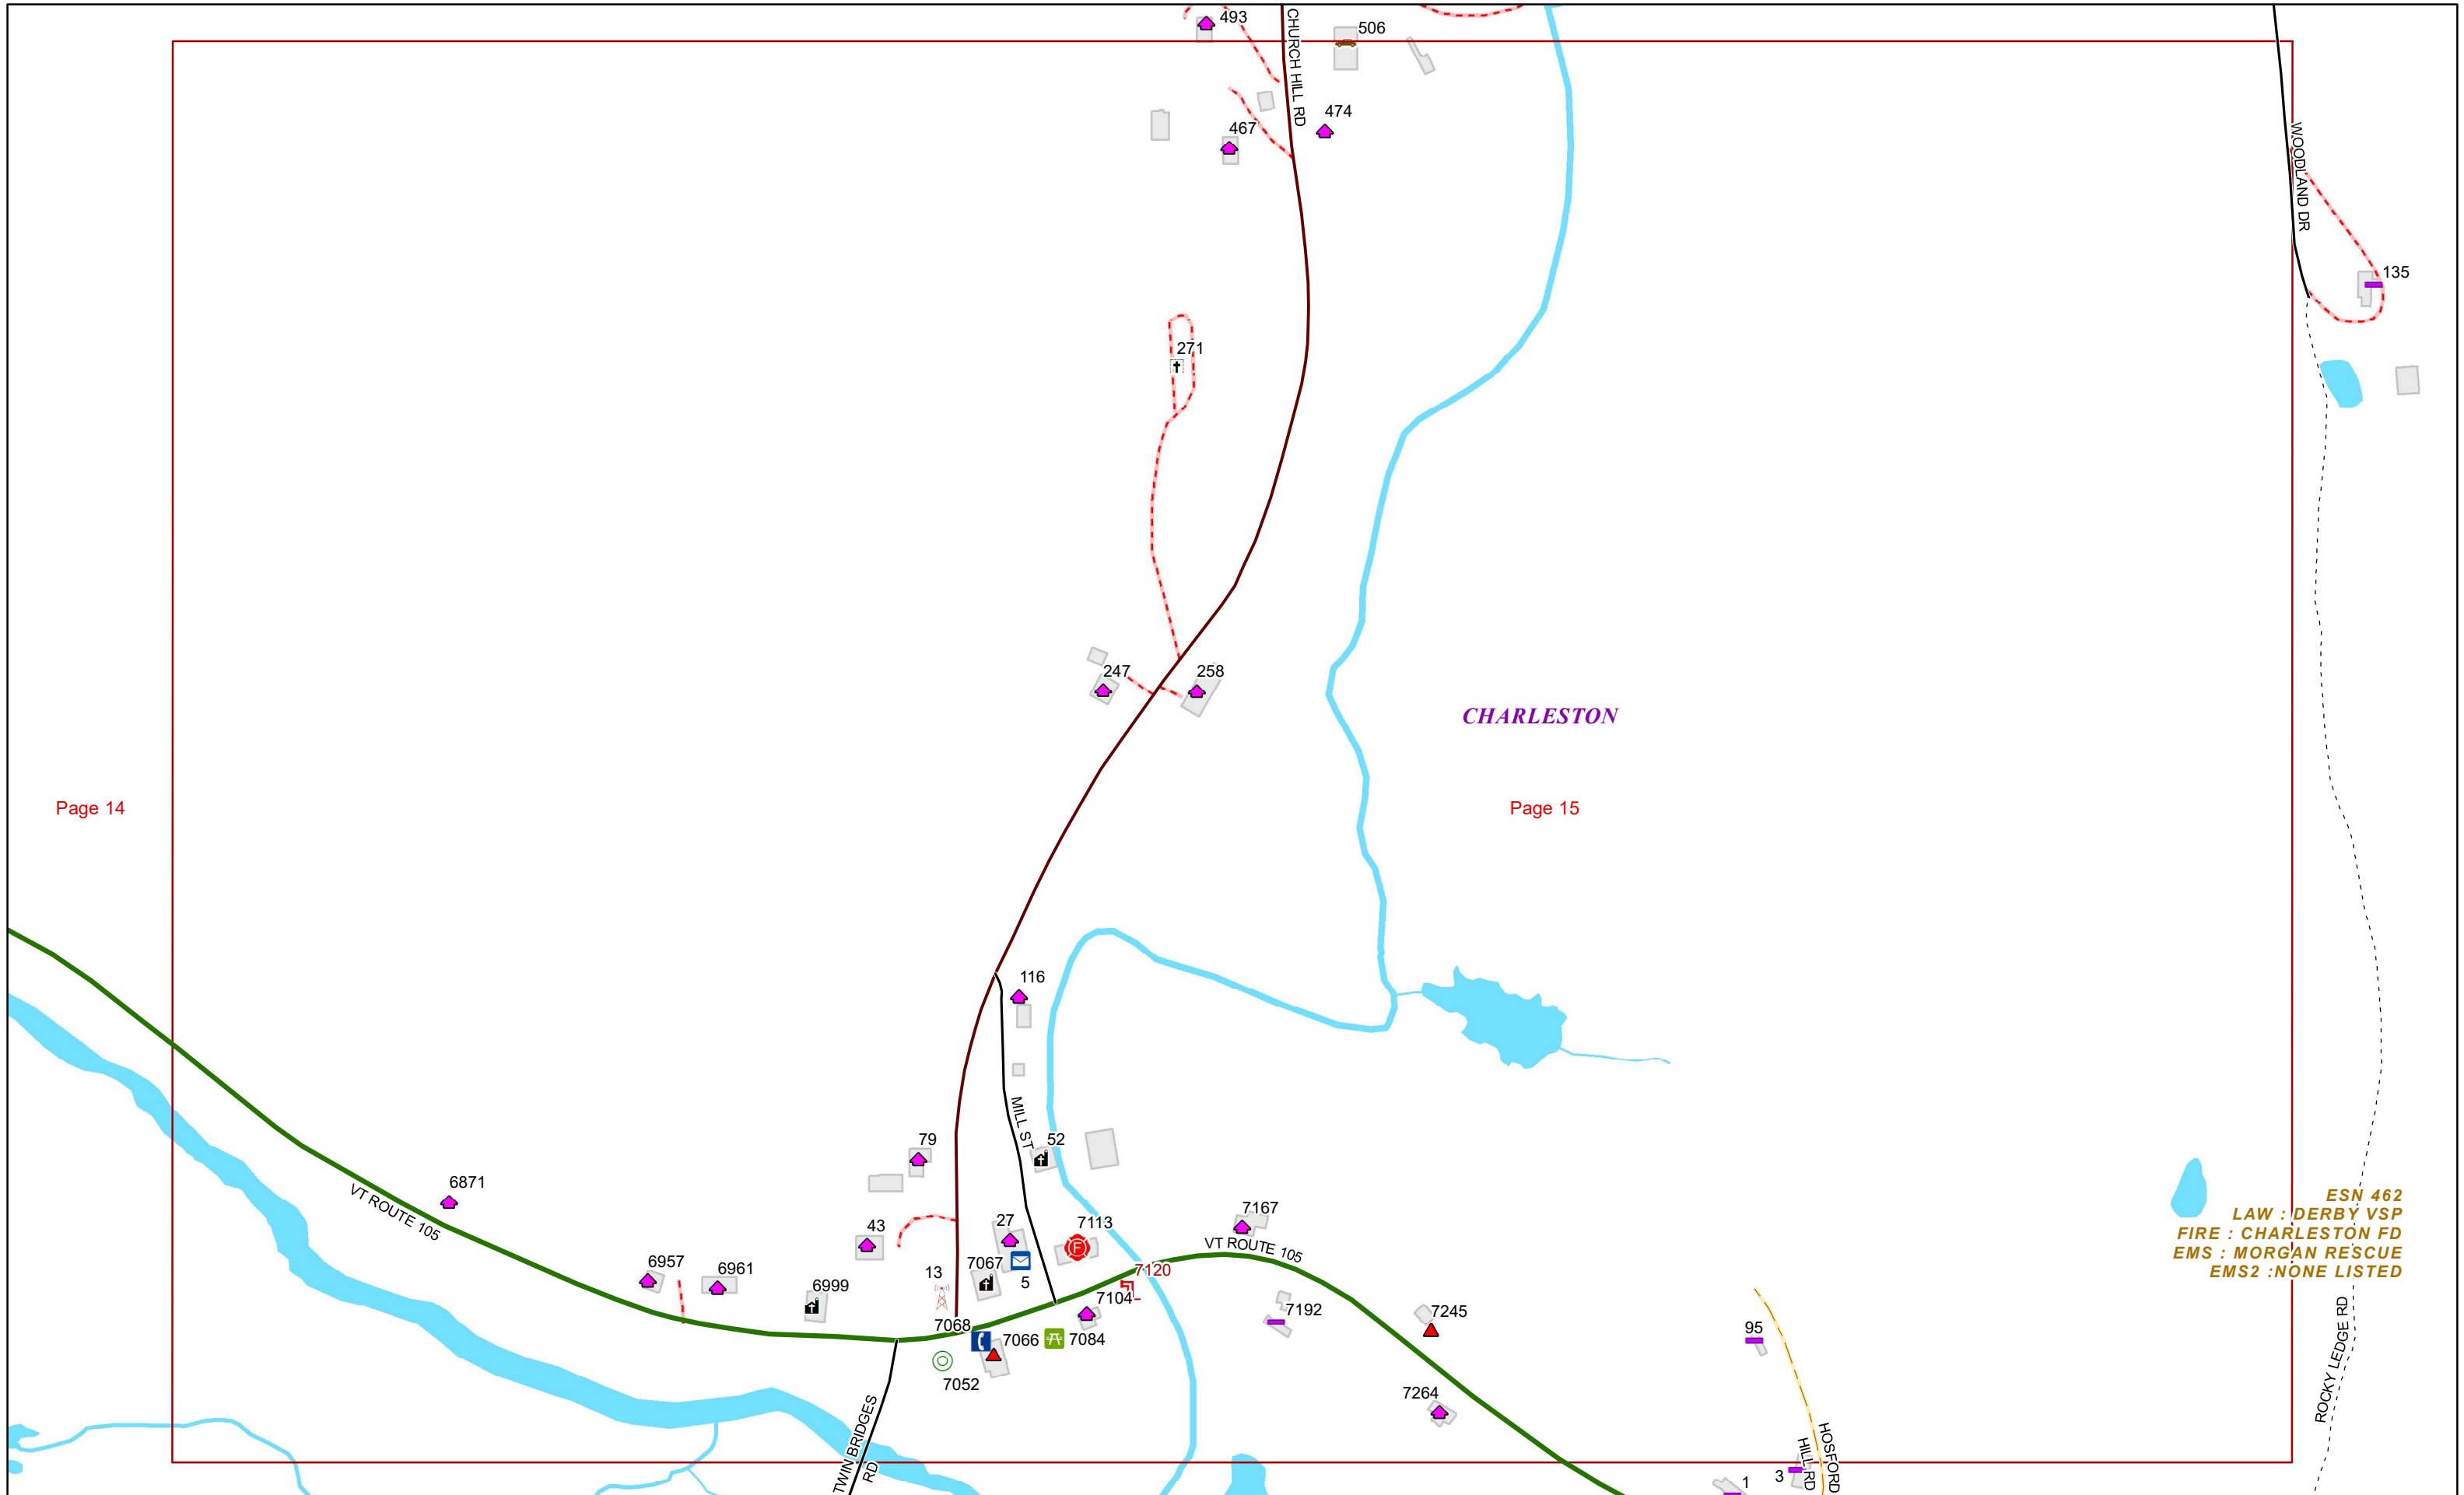 493
506
CHURCH HILL RD
474
467
WOODLAND DR
135
271
247
258
CHARLESTON
Page 14
Page 15
116
MILL ST
52
79
6871
VT ROUTE 105
ESN 462
LAW : DERBY VSP
FIRE : CHARLESTON FD
EMS : MORGAN RESCUE
EMS2 :NONE LISTED
7167
27
7113
43
VT ROUTE 105
7067
7120
6957
6961
13
5
6999
7104
7192
7245
7068
7066
7084
95
F
7052
7264
TWIN BRIDGES
RD
ROCKY LEDGE RD
HOSFORD
HILL RD
3
1